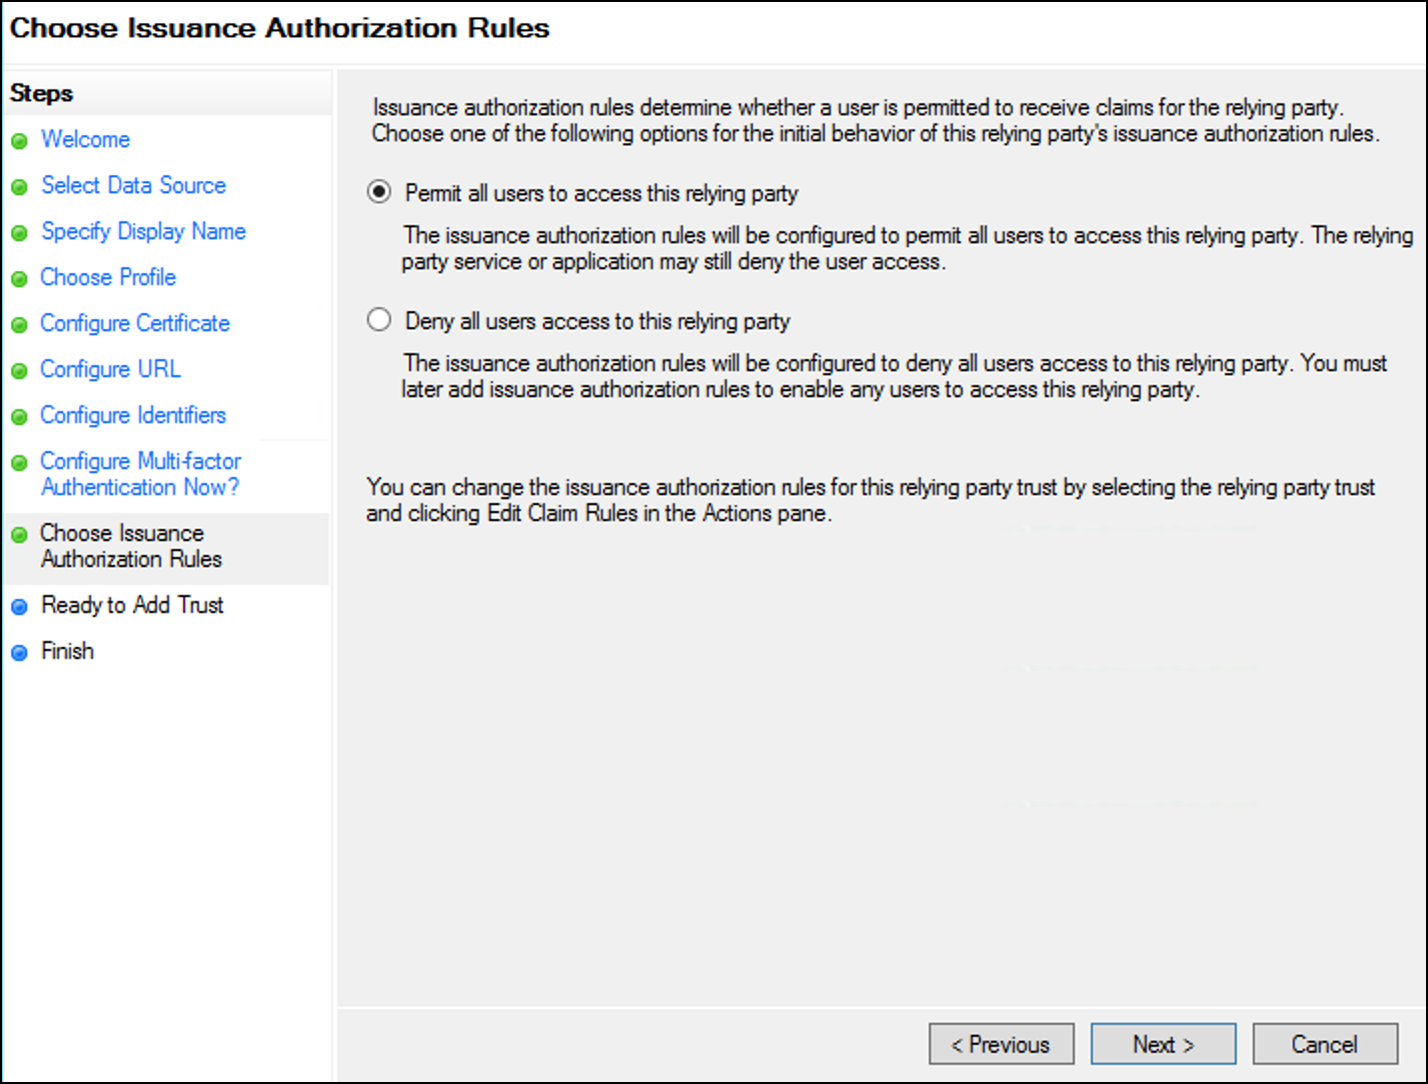 Choose Issuance Authorization Rules
Steps
Welcome
Select Data Source
Specify Display Name
Choose Profile
Configure Certificate
Configure URL
Configure Identifiers
Configure Multi-factor
Authentication Now?
Choose Issuance
Authorization Rules
Ready to Add Trust
Finish
Issuance authorization rules determine whether a user is permitted to receive claims for the relying party.
Choose one of the following options for the initial behavior of this relying party's issuance authorization rules.
Permit all users to access this relying party
The issuance authorization rules will be configured to permit all users to access this relying party. The relying
party service or application may still deny the user access.
Deny all users access to this relying party
The issuance authorization rules will be configured to deny all users access to this relying party. You must
later add issuance authorization rules to enable any users to access this relying party.
You can change the issuance authorization rules for this relying party trust by selecting the relying party trust
and clicking Edit Claim Rules in the Actions pane.
< Previous
Next >
Cancel